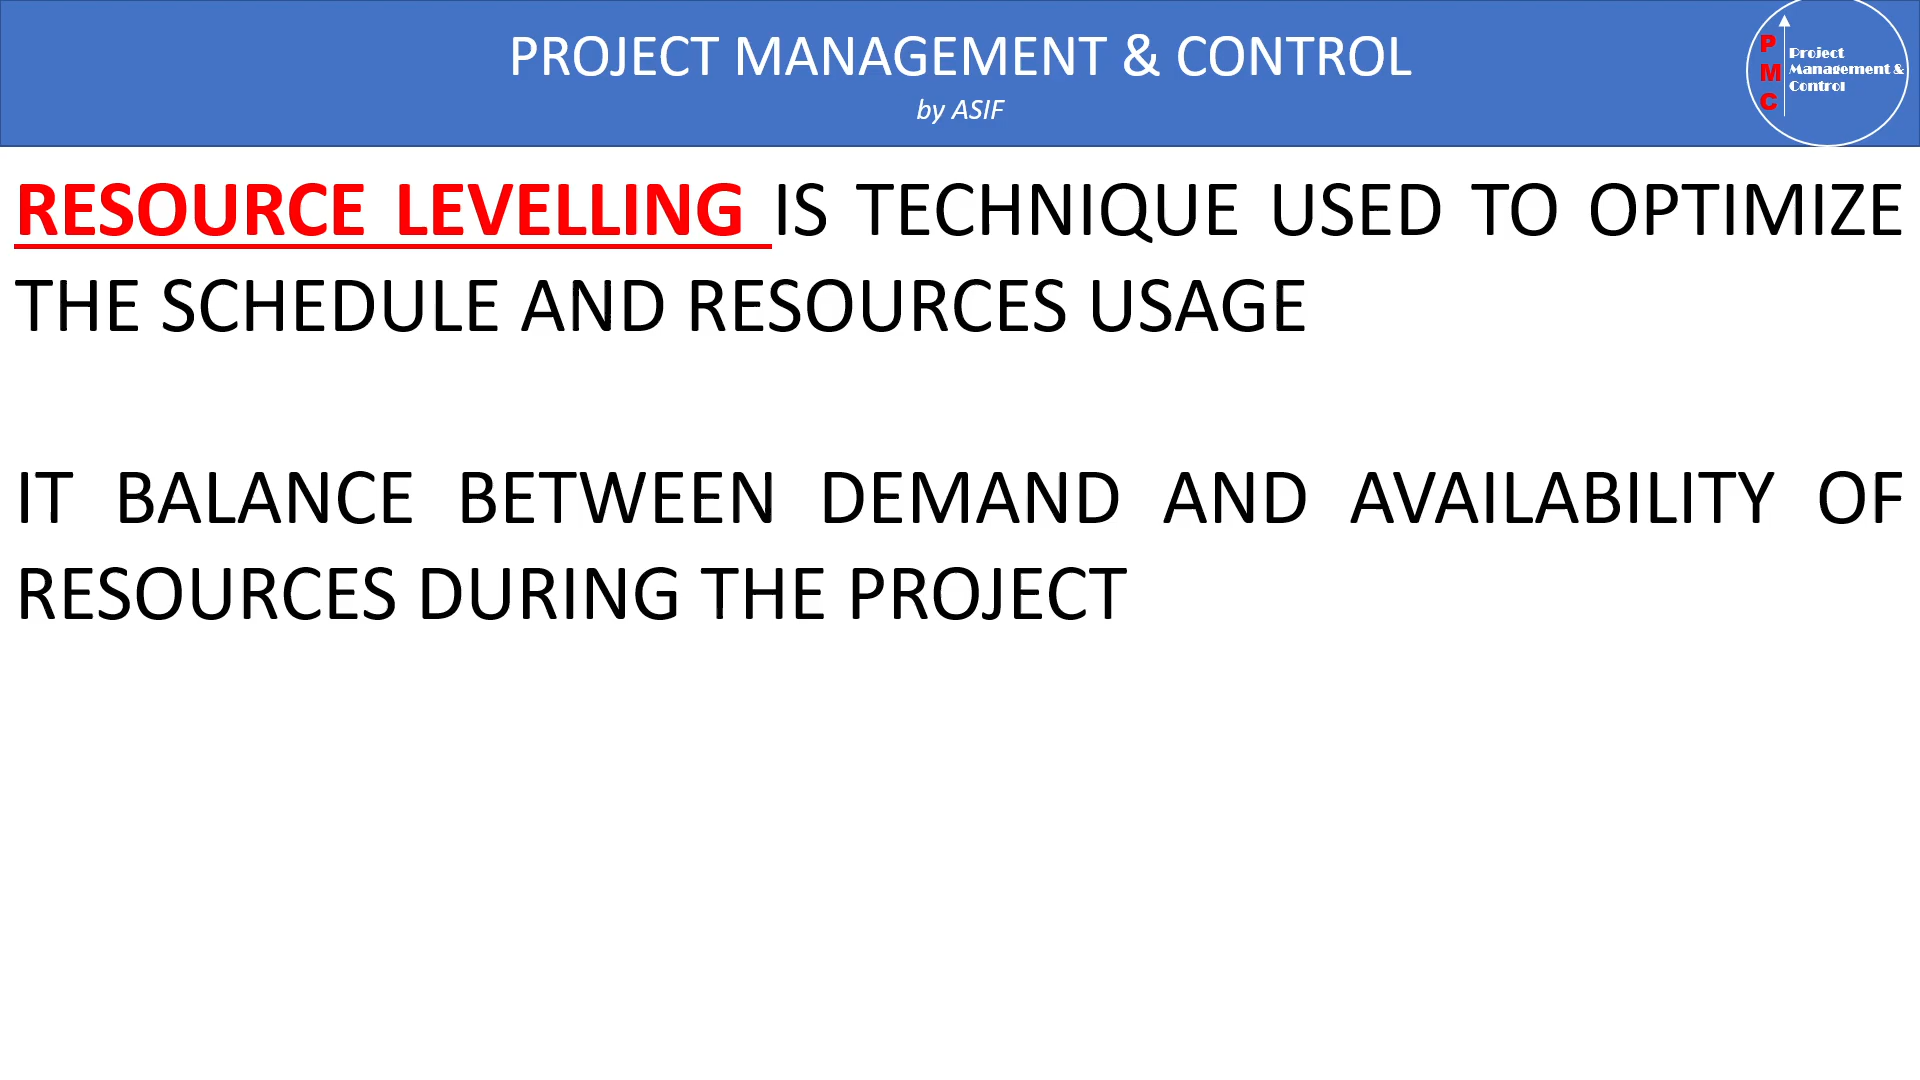 PROJECT MANAGEMENT & CONTROL
by ASIF
P
M
C
Project
Management &
Control
RESOURCE LEVELLING IS TECHNIQUE USED TO OPTIMIZE
THE SCHEDULE AND RESOURCES USAGE
IT BALANCE BETWEEN DEMAND AND AVAILABILITY OF
RESOURCES DURING THE PROJECT